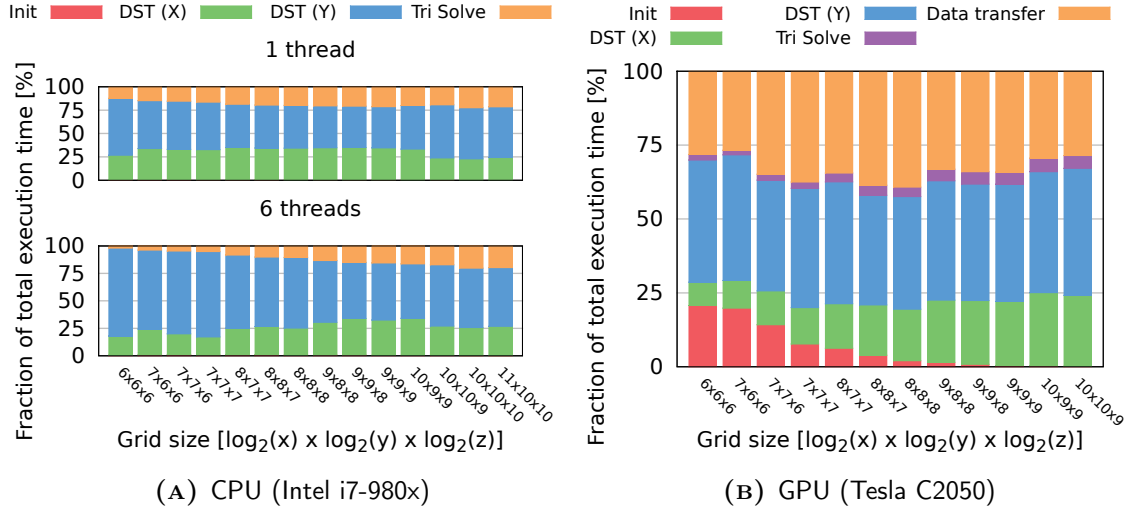 Init DST (X) DST (Y) Tri Solve
1 thread
Fraction of total execution time [%]
100
75
50
25
0
6 threads
100
75
50
25
0
6x6x6
7x6x6
7x7x6
7x7x7
8x7x7
8x8x7
8x8x8
9x8x8
9x9x8
9x9x9
10x9x9
10x10x9
10x10x10
11x10x10
Grid size [log₂(x) x log₂(y) x log₂(z)]
(A) CPU (Intel i7-980x)
Init DST (Y) Data transfer
DST (X) Tri Solve
Fraction of total execution time [%]
100
75
50
25
0
6x6x6
7x6x6
7x7x6
7x7x7
8x7x7
8x8x7
8x8x8
9x8x8
9x9x8
9x9x9
10x9x9
10x10x9
Grid size [log₂(x) x log₂(y) x log₂(z)]
(B) GPU (Tesla C2050)